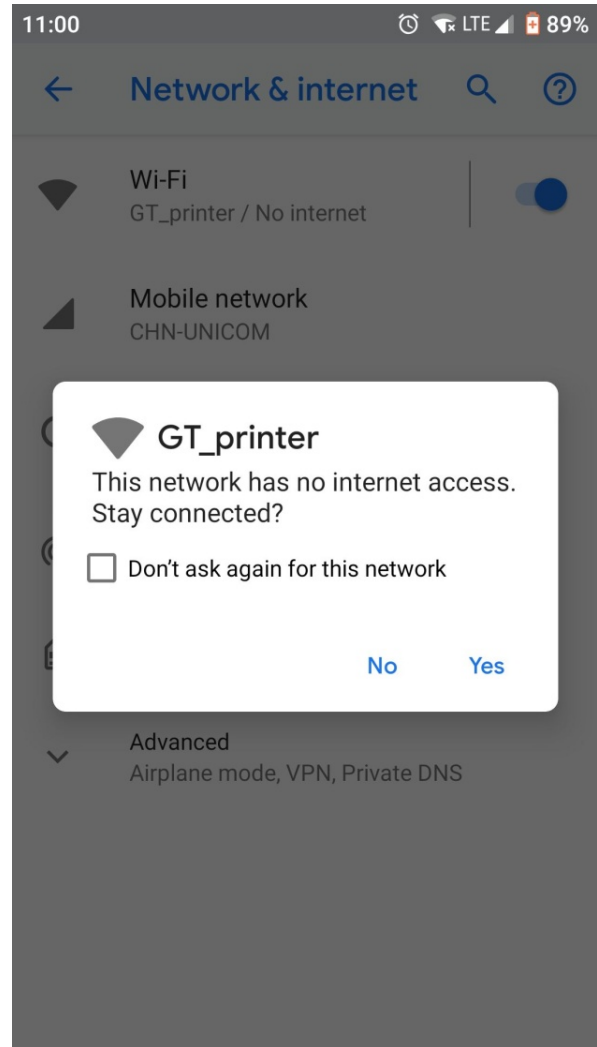 11:00 LTE 89%
Network & internet
Wi-Fi
GT_printer / No internet
Mobile network
CHN-UNICOM
GT_printer
This network has no internet access.
Stay connected?
Don't ask again for this network
No Yes
Advanced
Airplane mode, VPN, Private DNS